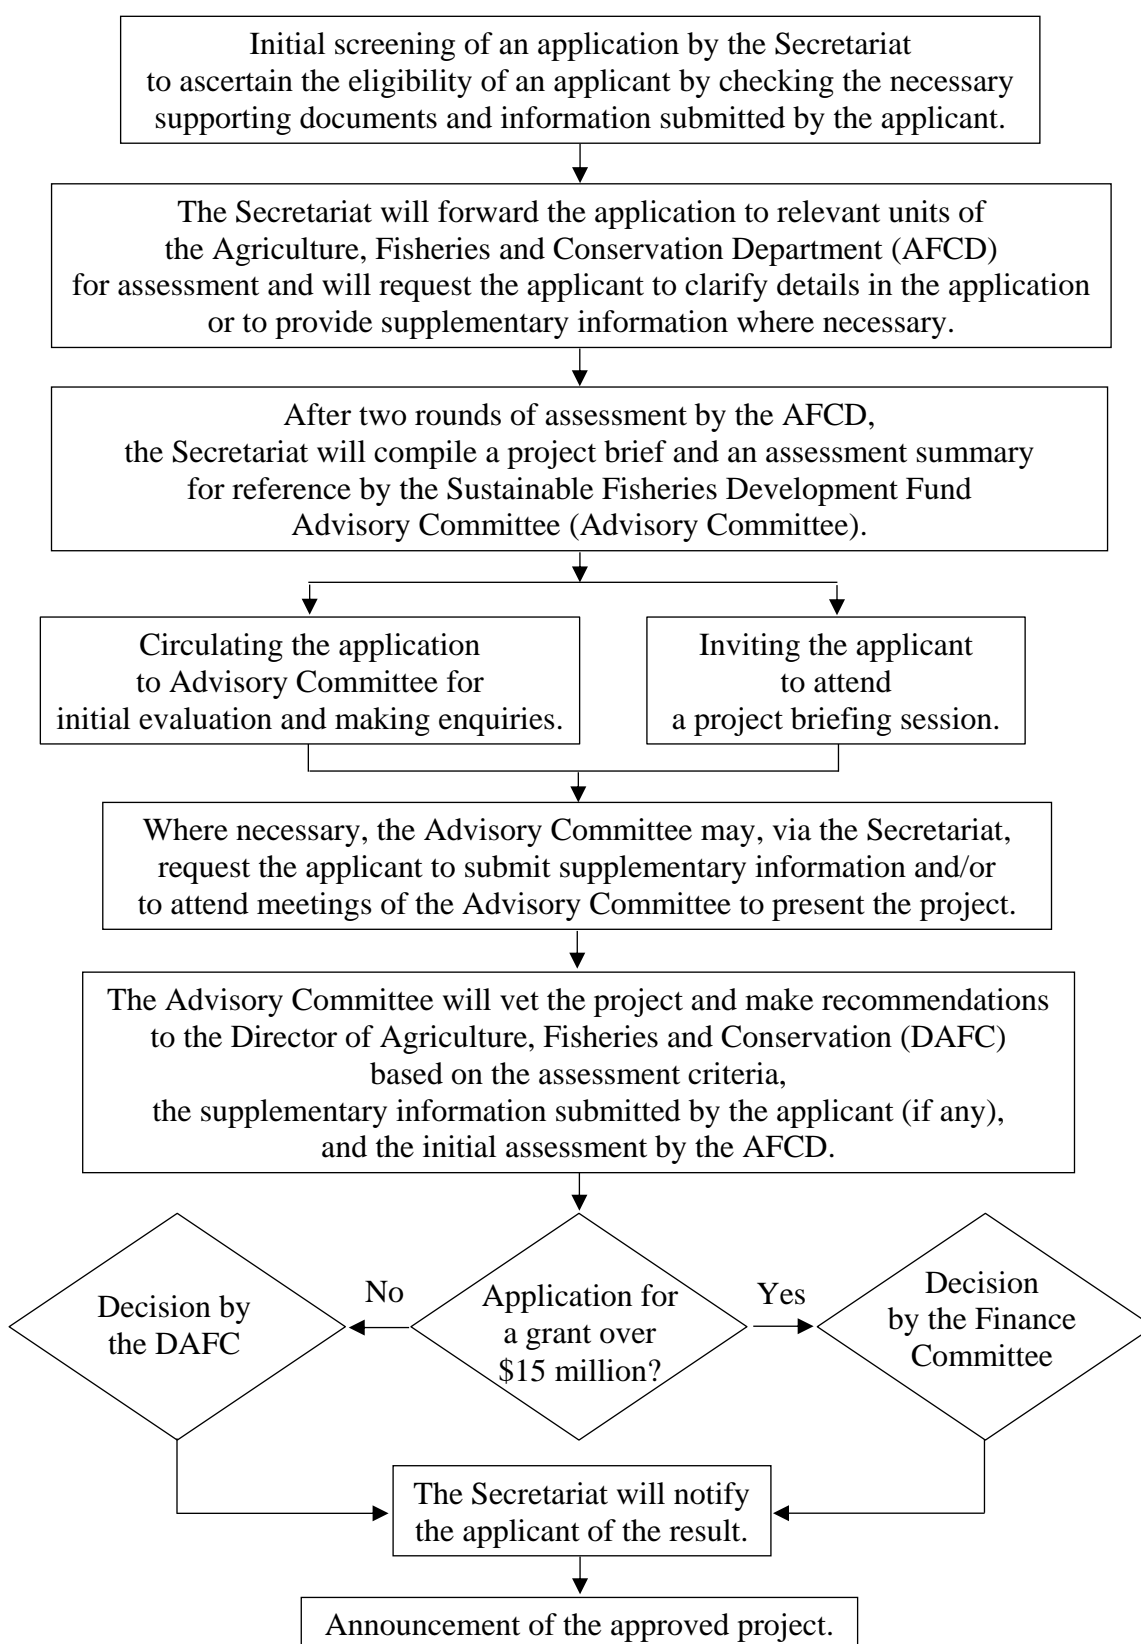 Initial screening of an application by the Secretariat
to ascertain the eligibility of an applicant by checking the necessary
supporting documents and information submitted by the applicant.
The Secretariat will forward the application to relevant units of
the Agriculture, Fisheries and Conservation Department (AFCD)
for assessment and will request the applicant to clarify details in the application
or to provide supplementary information where necessary.
After two rounds of assessment by the AFCD,
the Secretariat will compile a project brief and an assessment summary
for reference by the Sustainable Fisheries Development Fund
Advisory Committee (Advisory Committee).
Circulating the application
to Advisory Committee for
initial evaluation and making enquiries.
Inviting the applicant
to attend
a project briefing session.
Where necessary, the Advisory Committee may, via the Secretariat,
request the applicant to submit supplementary information and/or
to attend meetings of the Advisory Committee to present the project.
The Advisory Committee will vet the project and make recommendations
to the Director of Agriculture, Fisheries and Conservation (DAFC)
based on the assessment criteria,
the supplementary information submitted by the applicant (if any),
and the initial assessment by the AFCD.
Decision by
the DAFC
No
Application for
a grant over
$15 million?
Yes
Decision
by the Finance
Committee
The Secretariat will notify
the applicant of the result.
Announcement of the approved project.